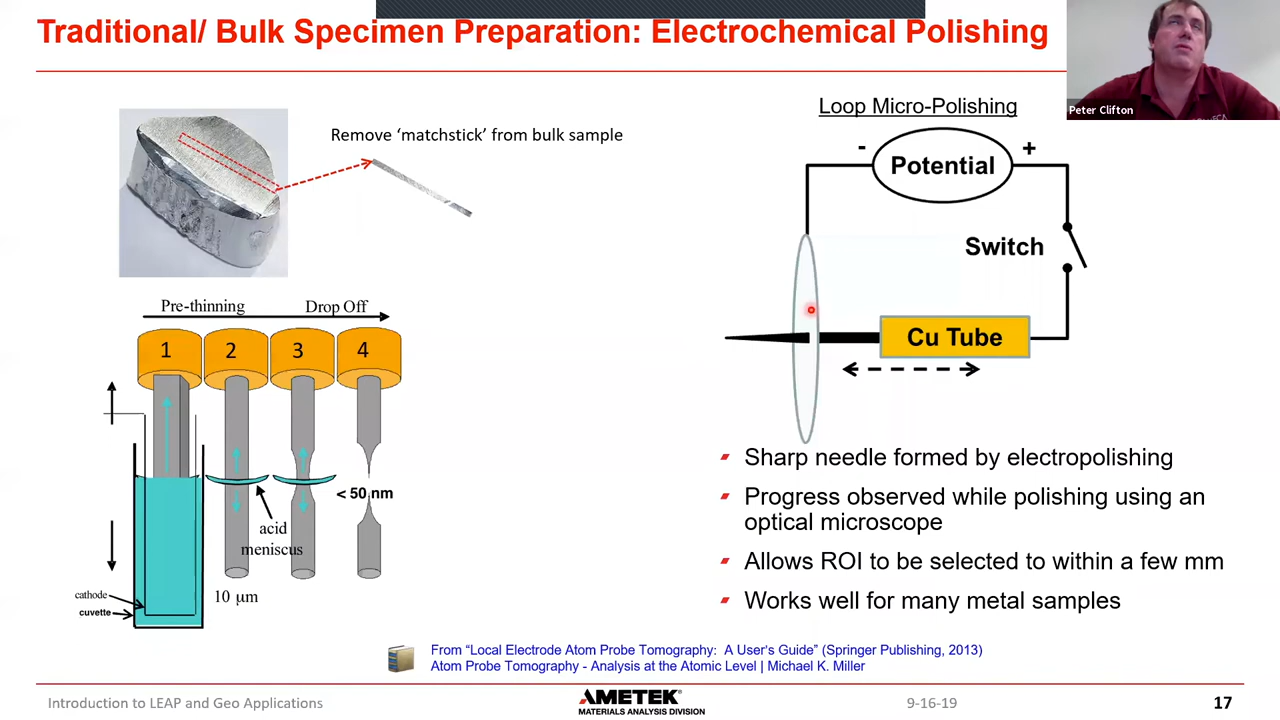 Traditional/ Bulk Specimen Preparation: Electrochemical Polishing
Peter Clifton
Remove ‘matchstick’ from bulk sample
Loop Micro-Polishing
-
+
Potential
Switch
Cu Tube
Pre-thinning
Drop Off
1
2
3
4
< 50 nm
acid
meniscus
cathode
cuvette
10 µm
Sharp needle formed by electropolishing
Progress observed while polishing using an
optical microscope
Allows ROI to be selected to within a few mm
Works well for many metal samples
From “Local Electrode Atom Probe Tomography: A User’s Guide” (Springer Publishing, 2013)
Atom Probe Tomography - Analysis at the Atomic Level | Michael K. Miller
Introduction to LEAP and Geo Applications
AMETEK®
MATERIALS ANALYSIS DIVISION
9-16-19
17